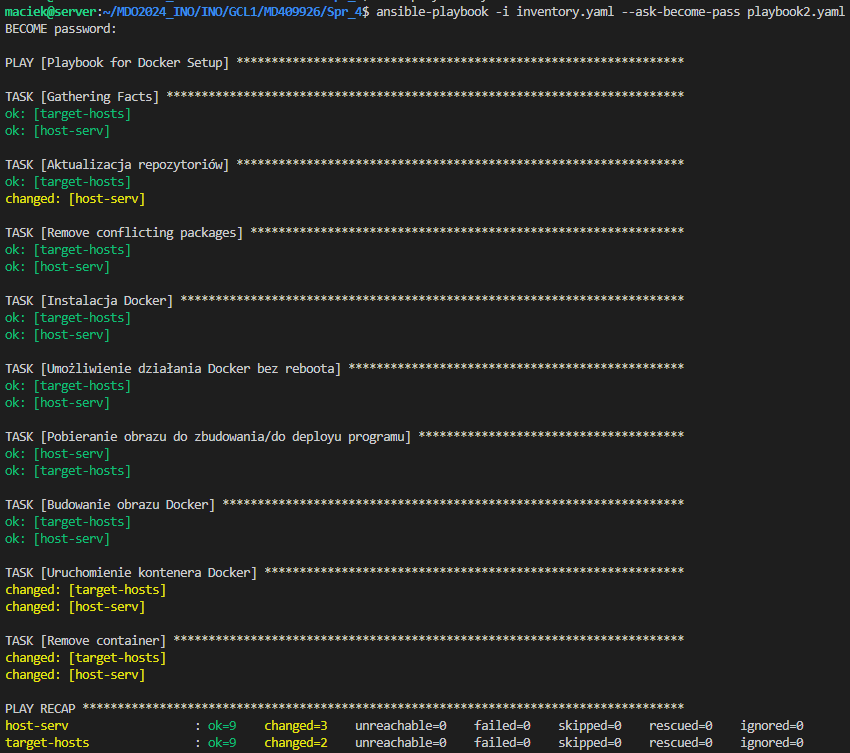 maciek@server:~/MDO2024_INO/INO/GCL1/MD409926/Spr_4$ ansible-playbook -i inventory.yaml --ask-become-pass playbook2.yaml
BECOME password:
PLAY [Playbook for Docker Setup] ****************************************************************
TASK [Gathering Facts] **************************************************************************
ok: [target-hosts]
ok: [host-serv]
TASK [Aktualizacja repozytoriów] ****************************************************************
ok: [target-hosts]
changed: [host-serv]
TASK [Remove conflicting packages] **************************************************************
ok: [target-hosts]
ok: [host-serv]
TASK [Instalacja Docker] ************************************************************************
ok: [target-hosts]
ok: [host-serv]
TASK [Umożliwienie działania Docker bez reboota] ************************************************
ok: [target-hosts]
ok: [host-serv]
TASK [Pobieranie obrazu do zbudowania/do deployu programu] **************************************
ok: [host-serv]
ok: [target-hosts]
TASK [Budowanie obrazu Docker] ******************************************************************
ok: [target-hosts]
ok: [host-serv]
TASK [Uruchomienie kontenera Docker] ************************************************************
changed: [target-hosts]
changed: [host-serv]
TASK [Remove container] *************************************************************************
changed: [target-hosts]
changed: [host-serv]
PLAY RECAP **************************************************************************************
host-serv : ok=9 changed=3 unreachable=0 failed=0 skipped=0 rescued=0 ignored=0
target-hosts : ok=9 changed=2 unreachable=0 failed=0 skipped=0 rescued=0 ignored=0